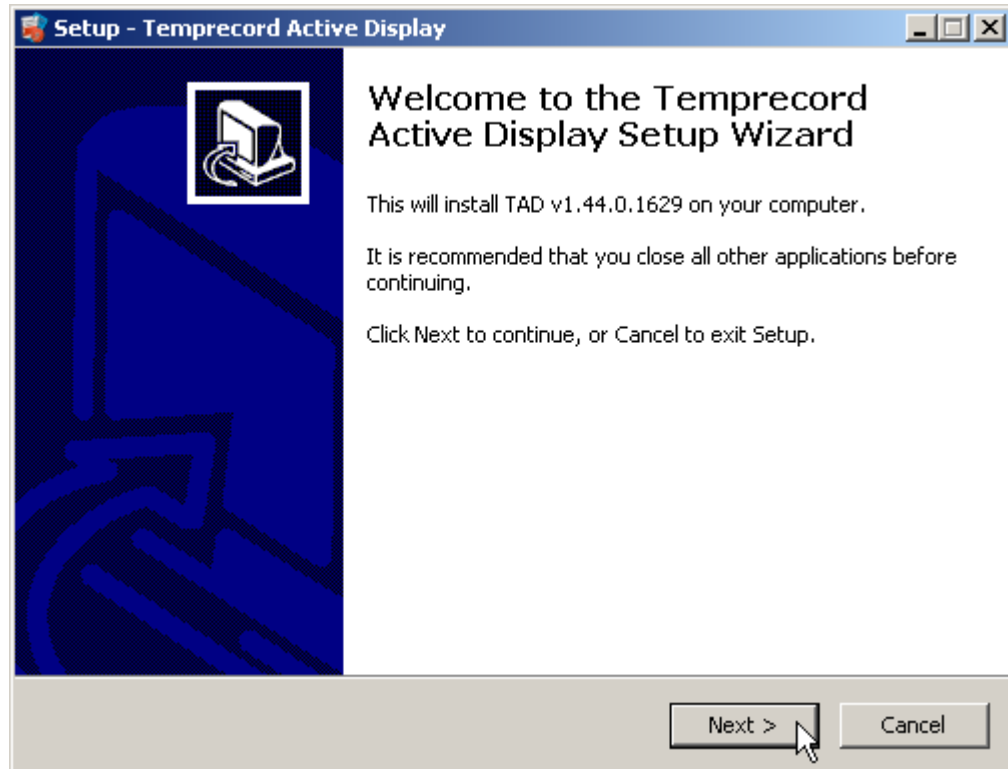 Setup - Temprecord Active Display
Welcome to the Temprecord
Active Display Setup Wizard
This will install TAD v1.44.0.1629 on your computer.
It is recommended that you close all other applications before
continuing.
Click Next to continue, or Cancel to exit Setup.
Next >
Cancel